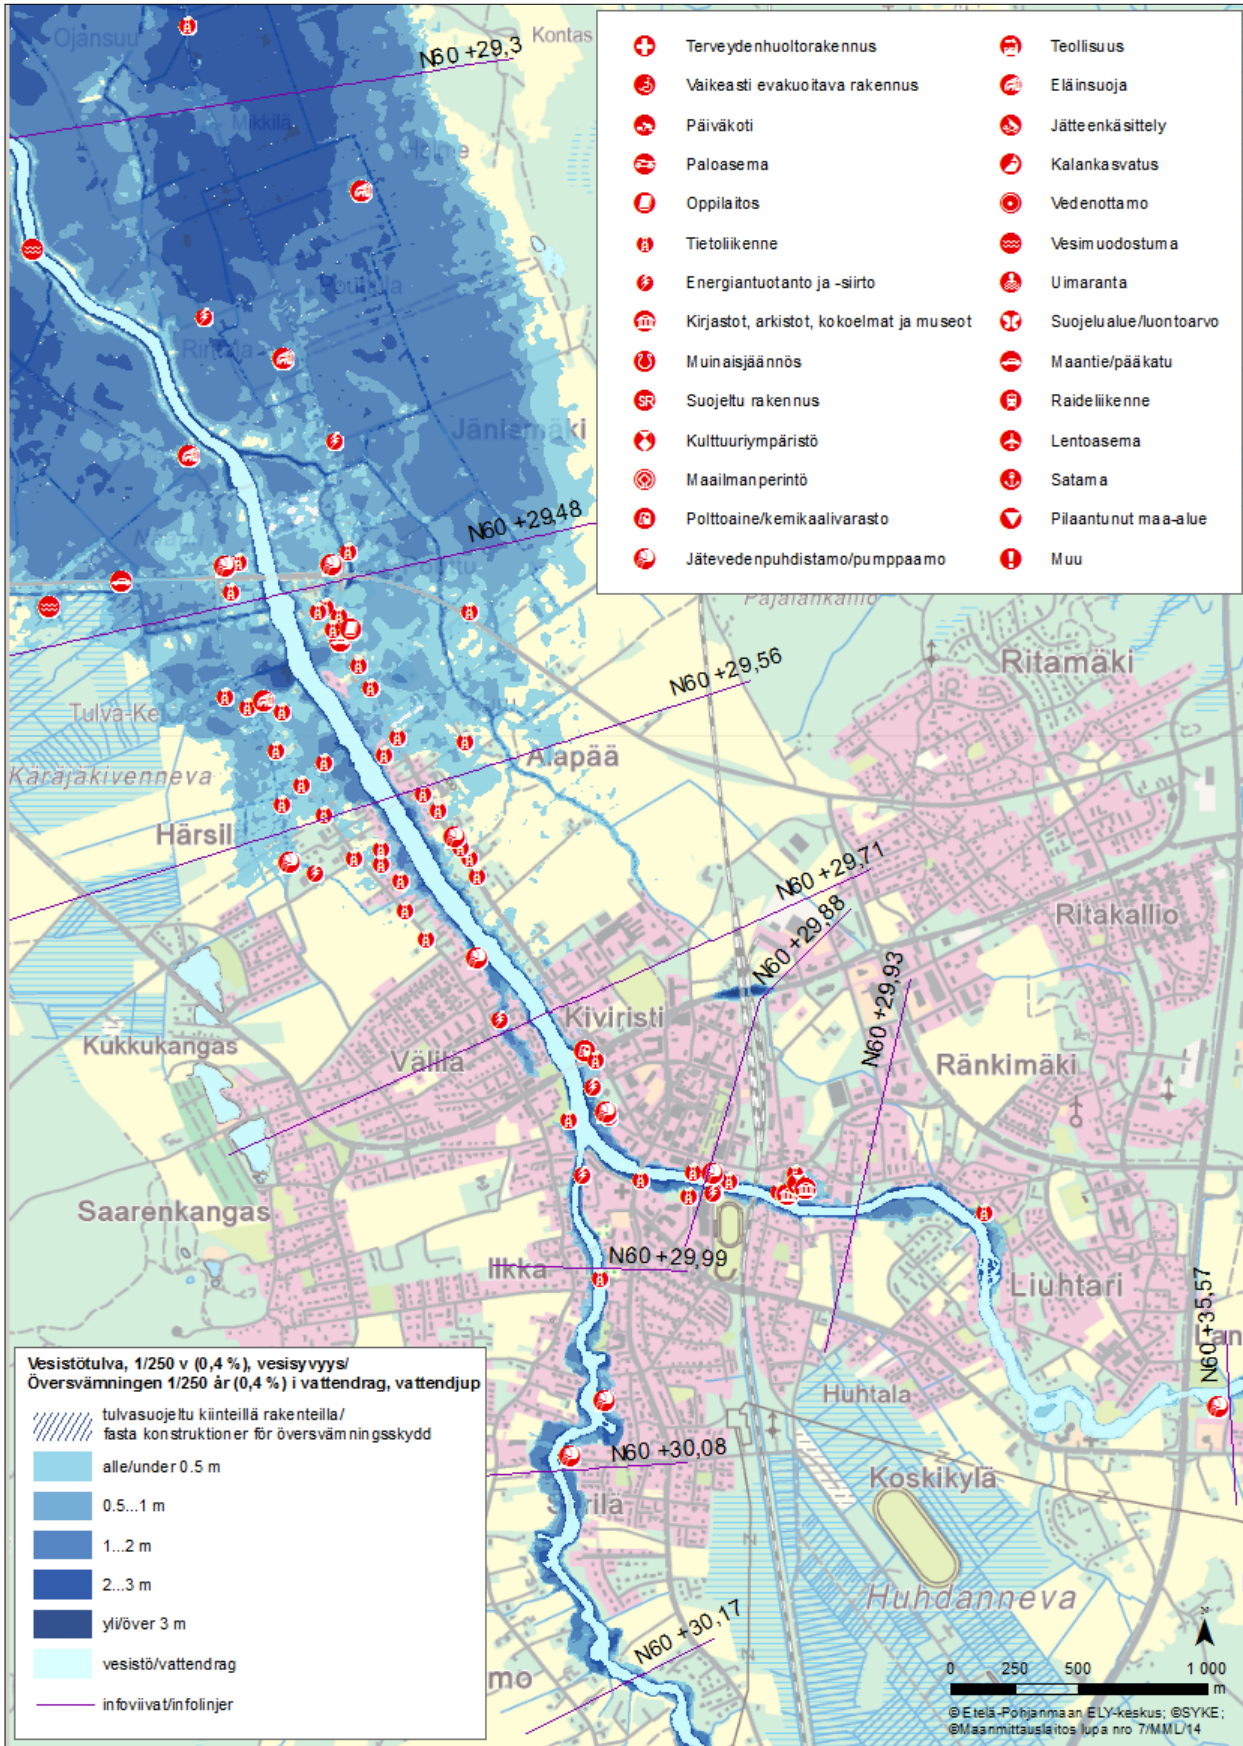 Ojansuu
Kontas
N60 +29,3
Mikkilä
Rintala
Jänismäki
N60 +29,48
Pajalankallio
Ritamäki
N60 +29,56
Tulva-Ke
Käräjäkivenneva
Alapää
Härsil
N60 +29,71
N60 +29,88
Ritakallio
N60 +29,93
Kiviristi
Kukkukangas
Välilä
Ränkimäki
Saarenkangas
Ilkka
N60 +29,99
Liuhtari
N60 +35,57
Huhtala
N60 +30,08
Koskikylä
Huhdanneva
N60 +30,17
mo
Terveydenhuoltorakennus
Vaikeasti evakuoitava rakennus
Päiväkoti
Paloasema
Oppilaitos
Tietoliikenne
Energiantuotanto ja -siirto
Kirjastot, arkistot, kokoelmat ja museot
Muinaisjäännös
SR Suojeltu rakennus
Kulttuuriympäristö
Maailmanperintö
Polttoaine/kemikaalivarasto
Jätevedenpuhdistamo/pumppaamo
Teollisuus
Eläinsuoja
Jätteenkäsittely
Kalankasvatus
Vedenottamo
Vesimuodostuma
Uimaranta
Suojelualue/luontoarvo
Maantie/pääkatu
Raideliikenne
Lentoasema
Satama
Pilaantunut maa-alue
Muu
Vesistötulva, 1/250 v (0,4 %), vesisyvyys/
Översvämningen 1/250 år (0,4 %) i vattendrag, vattendjup
tulvasuojeltu kiinteillä rakenteilla/
fasta konstruktioner för översvämningsskydd
alle/under 0.5 m
0.5...1 m
1...2 m
2...3 m
yli/över 3 m
vesistö/vattendrag
infoviivat/infolinjer
N
0 250 500 1 000
m
©Etelä-Pohjanmaan ELY-keskus; ©SYKE;
©Maanmittauslaitos lupa nro 7/MML/14